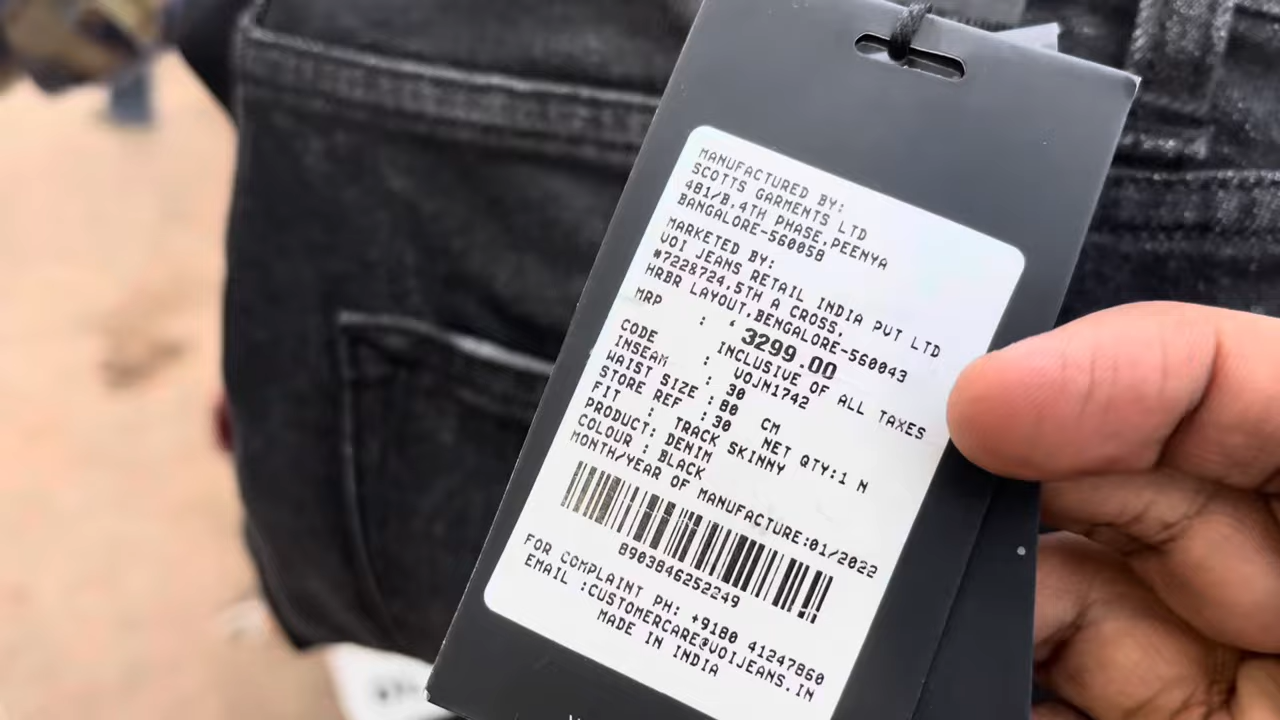 MANUFACTURED BY:
SCOTTS GARMENTS LTD
481/B,4TH PHASE,PEENYA
BANGALORE-560058
MARKETED BY:
VOI JEANS RETAIL INDIA PVT LTD
#722&724,5TH A CROSS,
HRBR LAYOUT,BENGALORE-560043
MRP : 3299.00
INCLUSIVE OF ALL TAXES
CODE : VOJN1742
INSEAM : 30
WAIST SIZE : 80 CM NET QTY:1 N
STORE REF : 30
FIT : TRACK SKINNY
PRODUCT: DENIM
COLOUR : BLACK
MONTH/YEAR OF MANUFACTURE:01/2022
8903846252249
FOR COMPLAINT PH: +9180 41247860
EMAIL :CUSTOMERCARE@VOIJEANS.IN
MADE IN INDIA